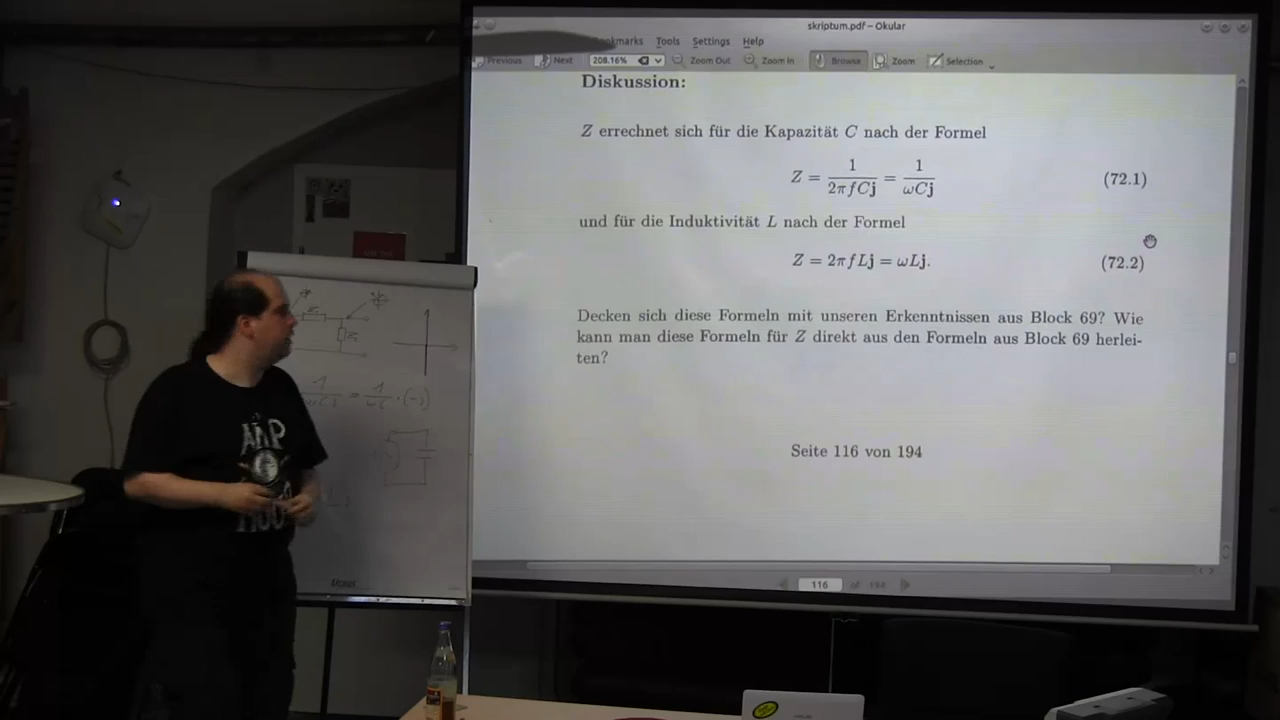 skriptum.pdf – Okular
Tools Settings Help
Previous Next 208.16% Zoom Out Zoom In Browse Zoom Selection
Diskussion:
Z errechnet sich für die Kapazität C nach der Formel
Z = 1/(2πfCj) = 1/(ωCj) (72.1)
und für die Induktivität L nach der Formel
Z = 2πfLj = ωLj. (72.2)
Decken sich diese Formeln mit unseren Erkenntnissen aus Block 69? Wie
kann man diese Formeln für Z direkt aus den Formeln aus Block 69 herlei-
ten?
Seite 116 von 194
116 of 194